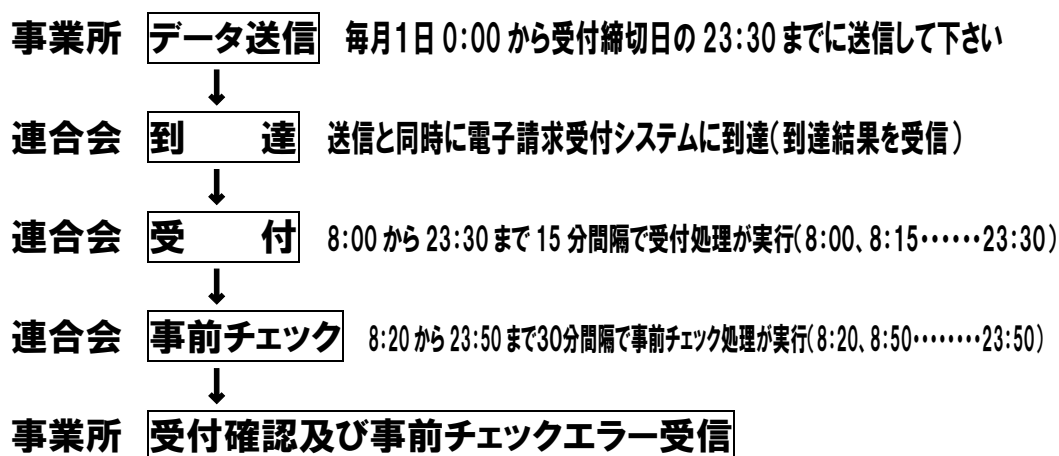 事業所 データ送信 毎月1日 0:00 から受付締切日の 23:30 までに送信して下さい
↓
連合会 到 達 送信と同時に電子請求受付システムに到達(到達結果を受信)
↓
連合会 受 付 8:00 から 23:30 まで 15 分間隔で受付処理が実行(8:00、8:15・・・・・・23:30)
↓
連合会 事前チェック 8:20 から 23:50 まで30分間隔で事前チェック処理が実行(8:20、8:50・・・・・・・・23:50)
↓
事業所 受付確認及び事前チェックエラー受信